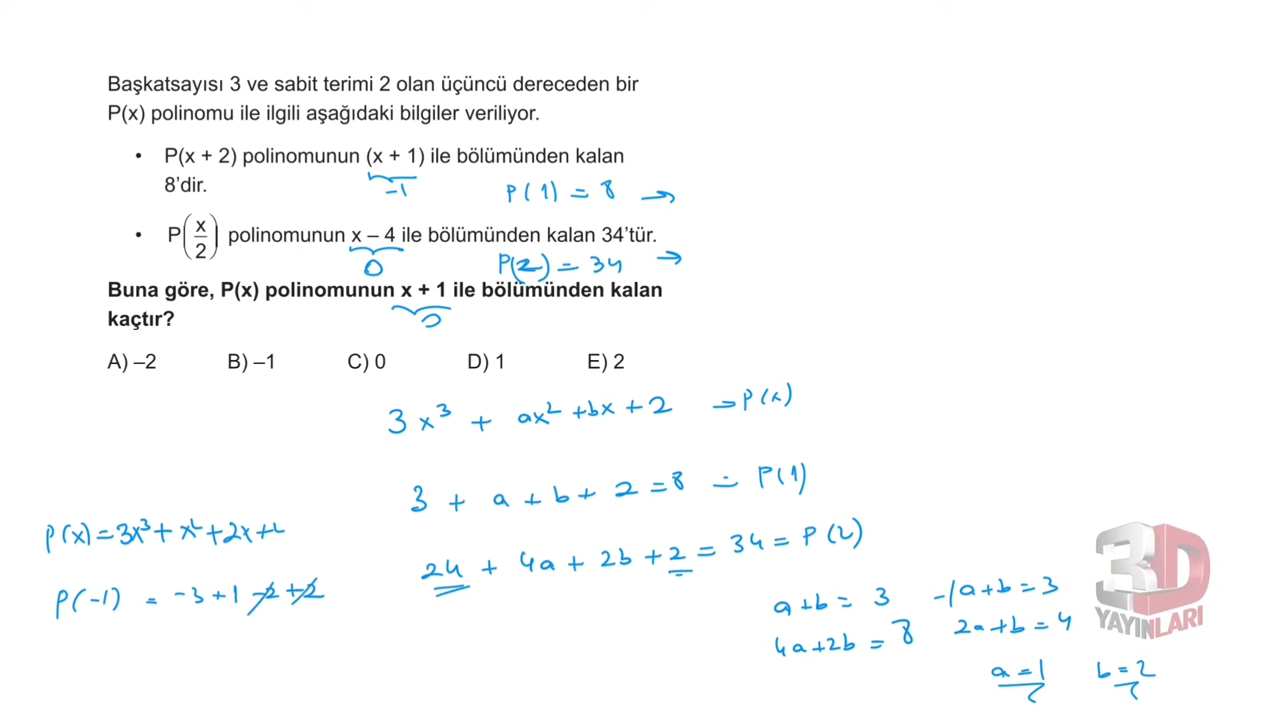 Başkatsayısı 3 ve sabit terimi 2 olan üçüncü dereceden bir
P(x) polinomu ile ilgili aşağıdaki bilgiler veriliyor.
• P(x + 2) polinomunun (x + 1) ile bölümünden kalan
8'dir.
-1
P(1) = 8 →
• P(x/2) polinomunun x – 4 ile bölümünden kalan 34'tür.
0
P(2) = 34 →
Buna göre, P(x) polinomunun x + 1 ile bölümünden kalan
kaçtır?
A) –2 B) –1 C) 0 D) 1 E) 2
3x³ + ax² + bx + 2 → P(x)
3 + a + b + 2 = 8 = P(1)
24 + 4a + 2b + 2 = 34 = P(2)
P(x) = 3x³ + x² + 2x + 2
P(-1) = -3 + 1 -2 +2
a+b = 3
4a+2b = 8
-/a+b = 3
2a+b = 4
a = 1 b = 2
3D
YAYINLARI